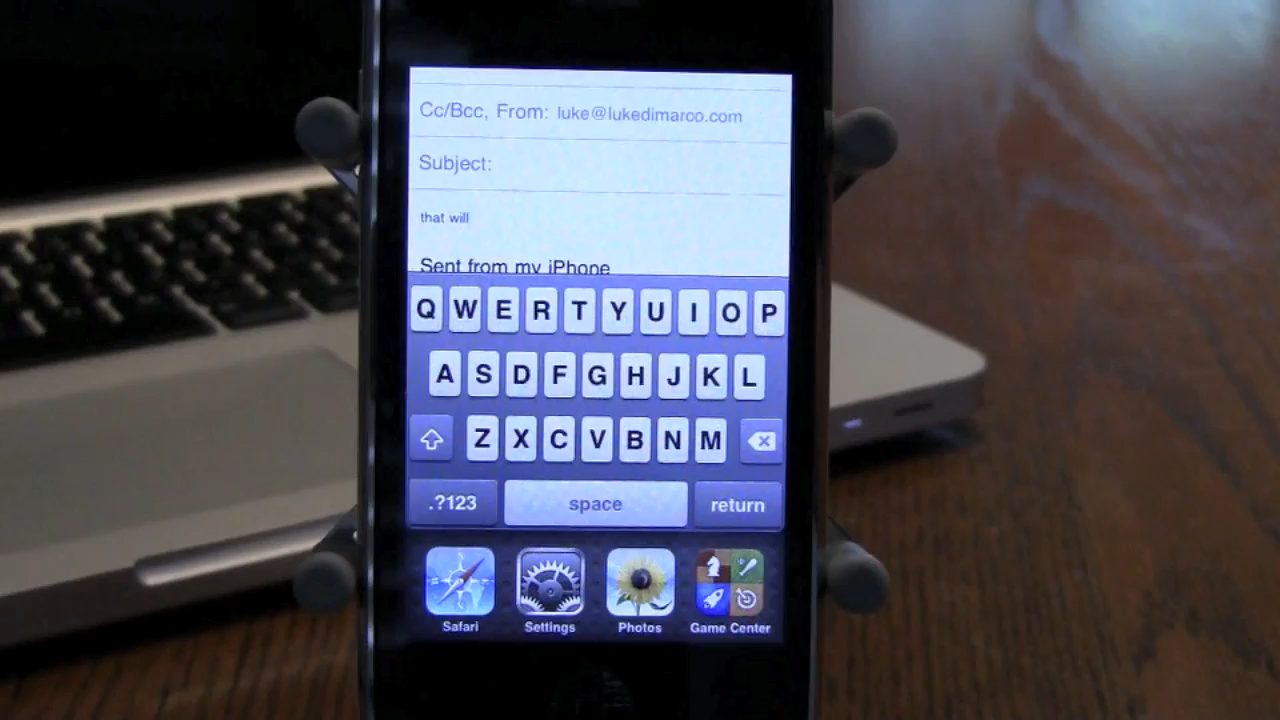 Cc/Bcc, From: luke@lukedimarco.com
Subject:
that will
Sent from my iPhone
Q W E R T Y U I O P
A S D F G H J K L
Z X C V B N M
.?123 space return
Safari Settings Photos Game Center